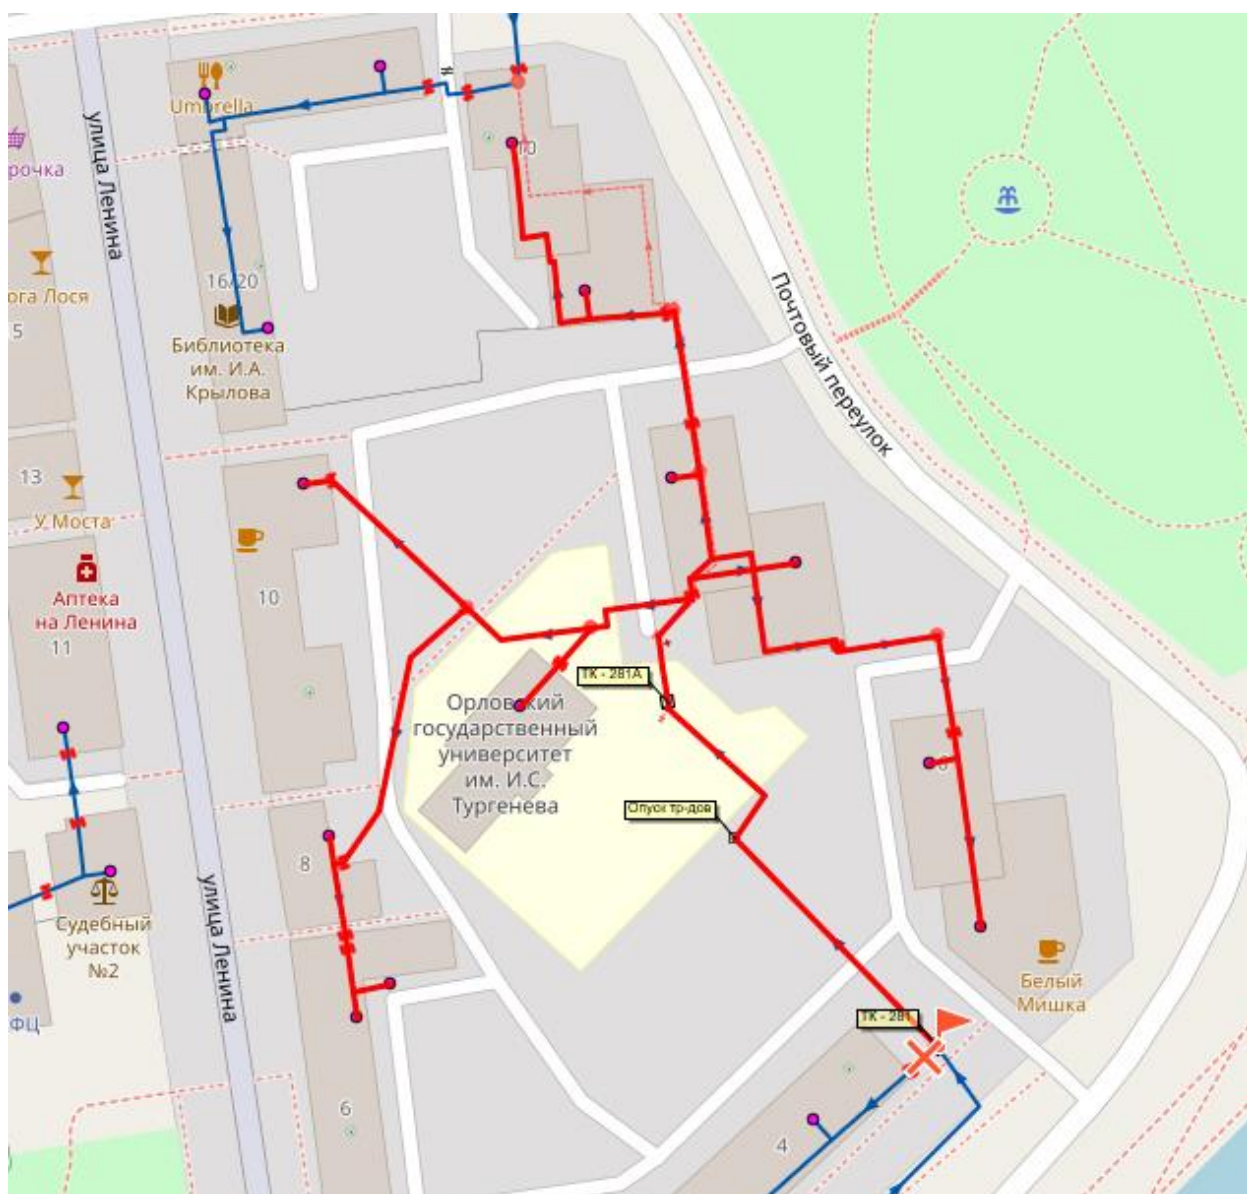 Umbrella
рочка
улица Ленина
10
16/20
ога Лося
5
Библиотека
им. И.А.
Крылова
Почтовый переулок
13
У Моста
Аптека
на Ленина
11
10
ТК - 281А
Орловский
государственный
университет
им. И.С.
Тургенева
Опуск тр-дов
8
Судебный
участок
№2
ФЦ
улица Ленина
Белый
Мишка
ТК - 281
6
4